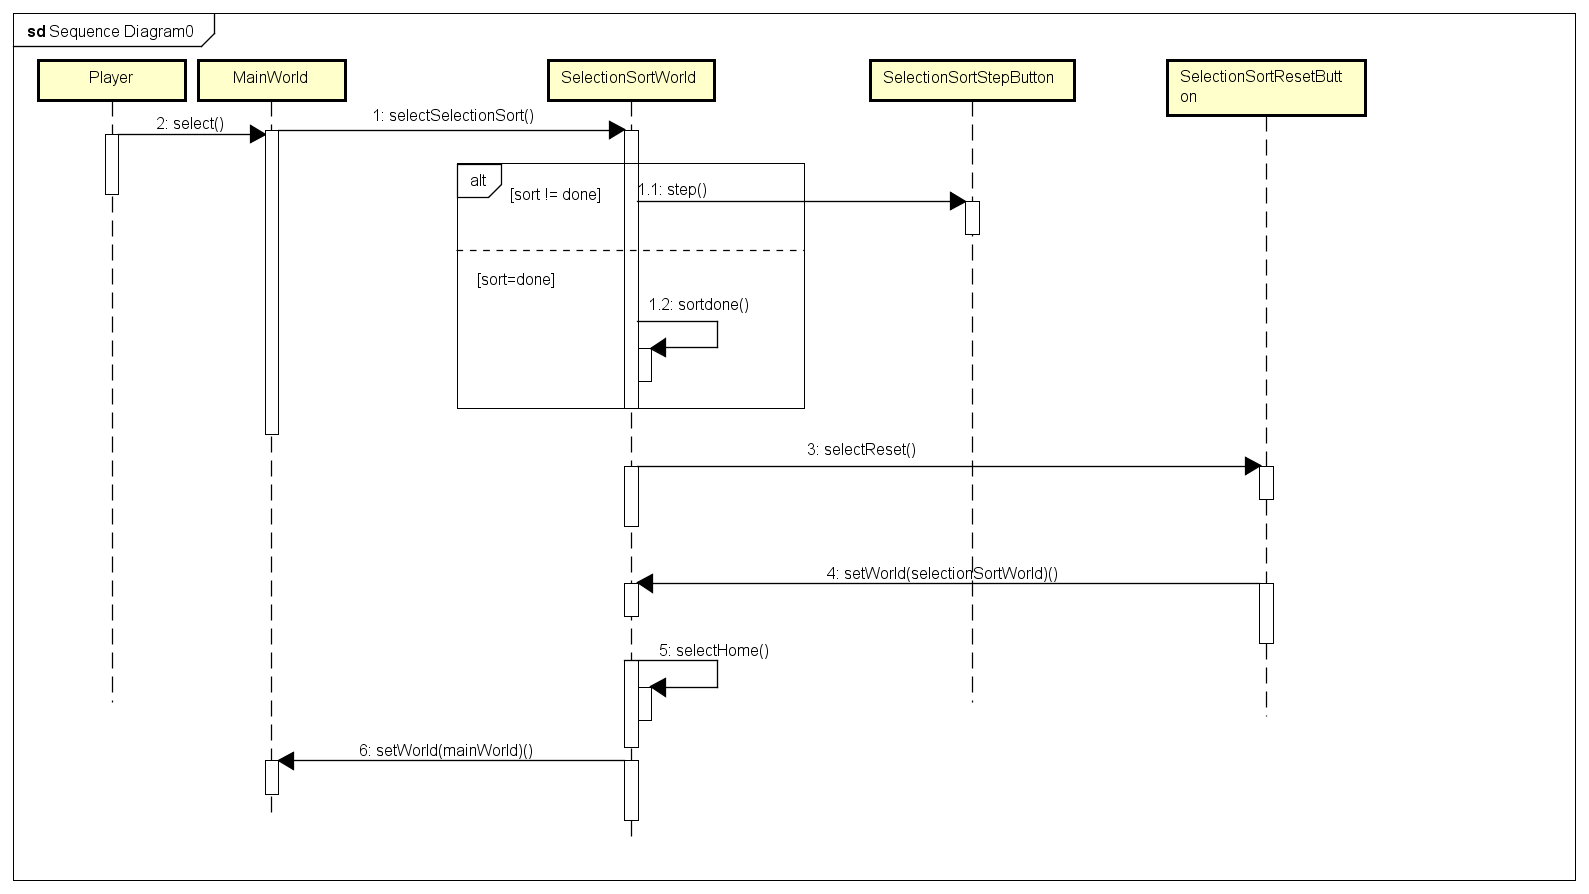 sd Sequence Diagram0
Player
MainWorld
SelectionSortWorld
SelectionSortStepButton
SelectionSortResetButt
on
2: select()
1: selectSelectionSort()
alt
[sort != done]
1.1: step()
[sort=done]
1.2: sortdone()
3: selectReset()
4: setWorld(selectionSortWorld)()
5: selectHome()
6: setWorld(mainWorld)()